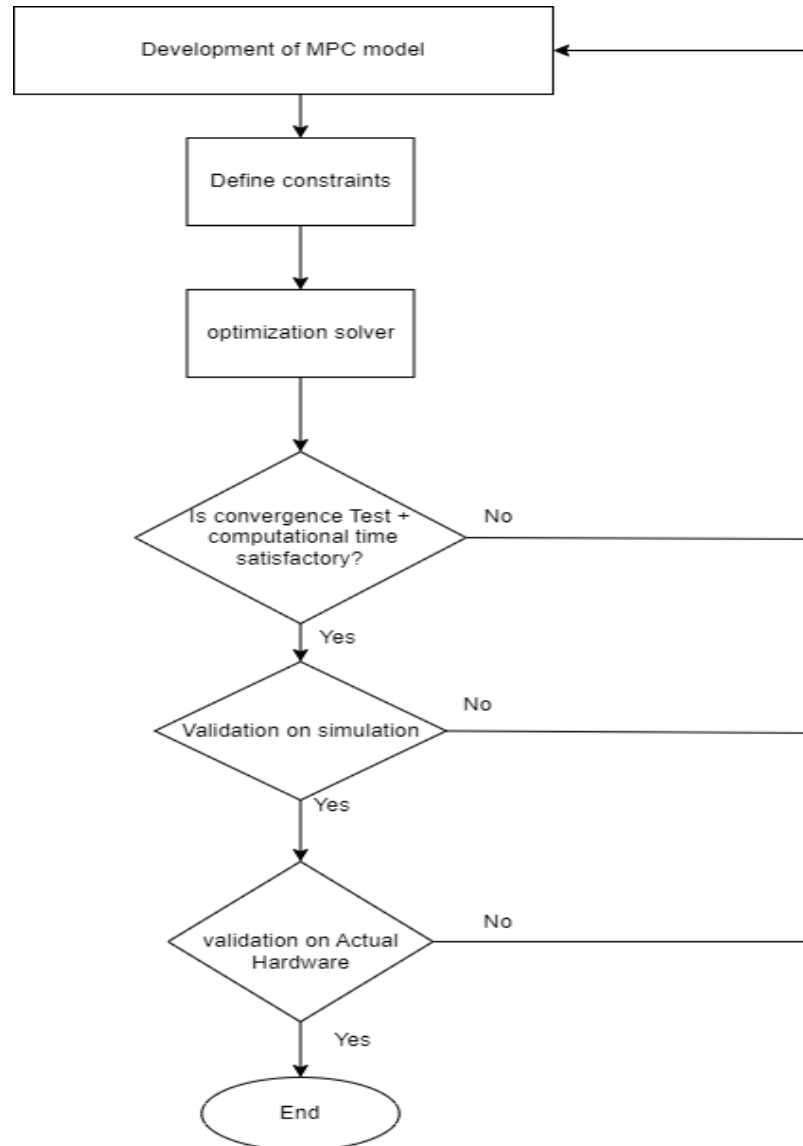 Development of MPC model
Define constraints
optimization solver
Is convergence Test +
computational time
satisfactory?
No
Yes
Validation on simulation
No
Yes
validation on Actual
Hardware
No
Yes
End